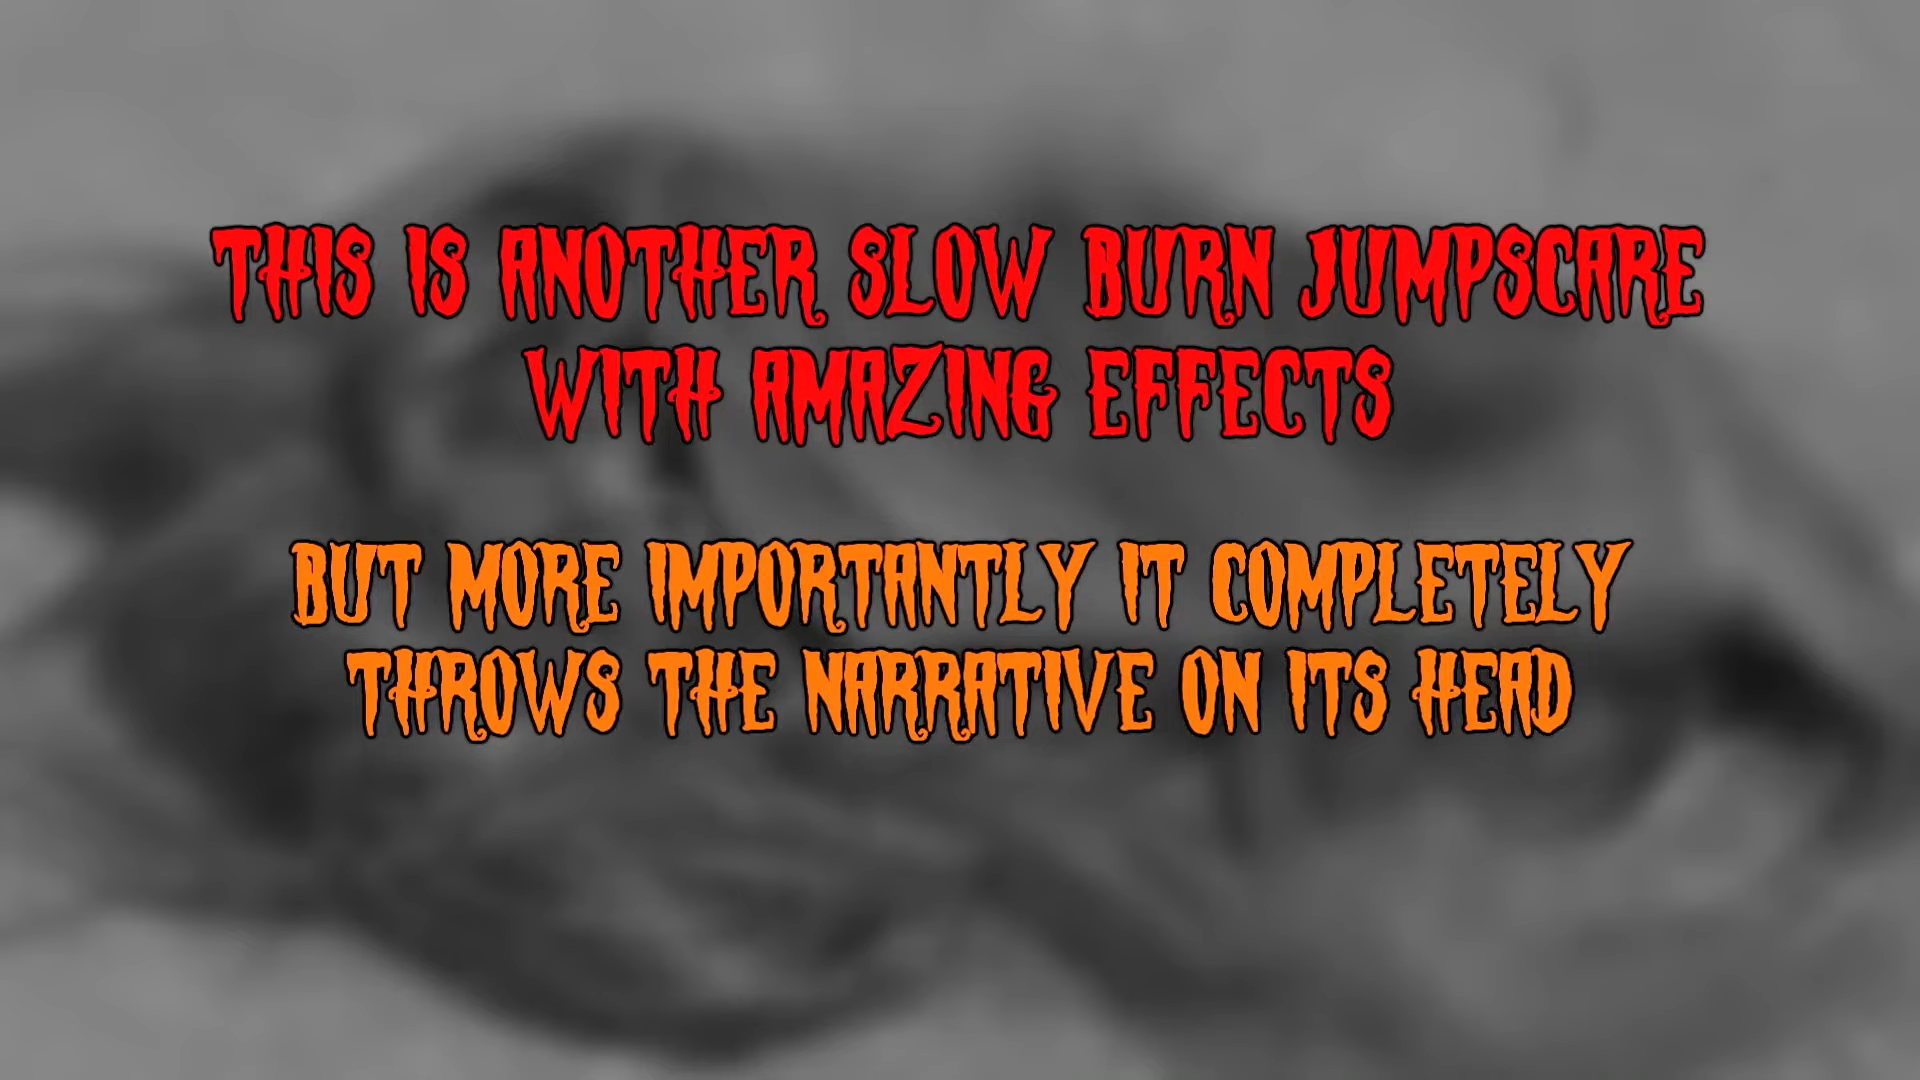 THIS IS ANOTHER SLOW BURN JUMPSCARE
WITH AMAZING EFFECTS
BUT MORE IMPORTANTLY IT COMPLETELY
THROWS THE NARRATIVE ON ITS HEAD